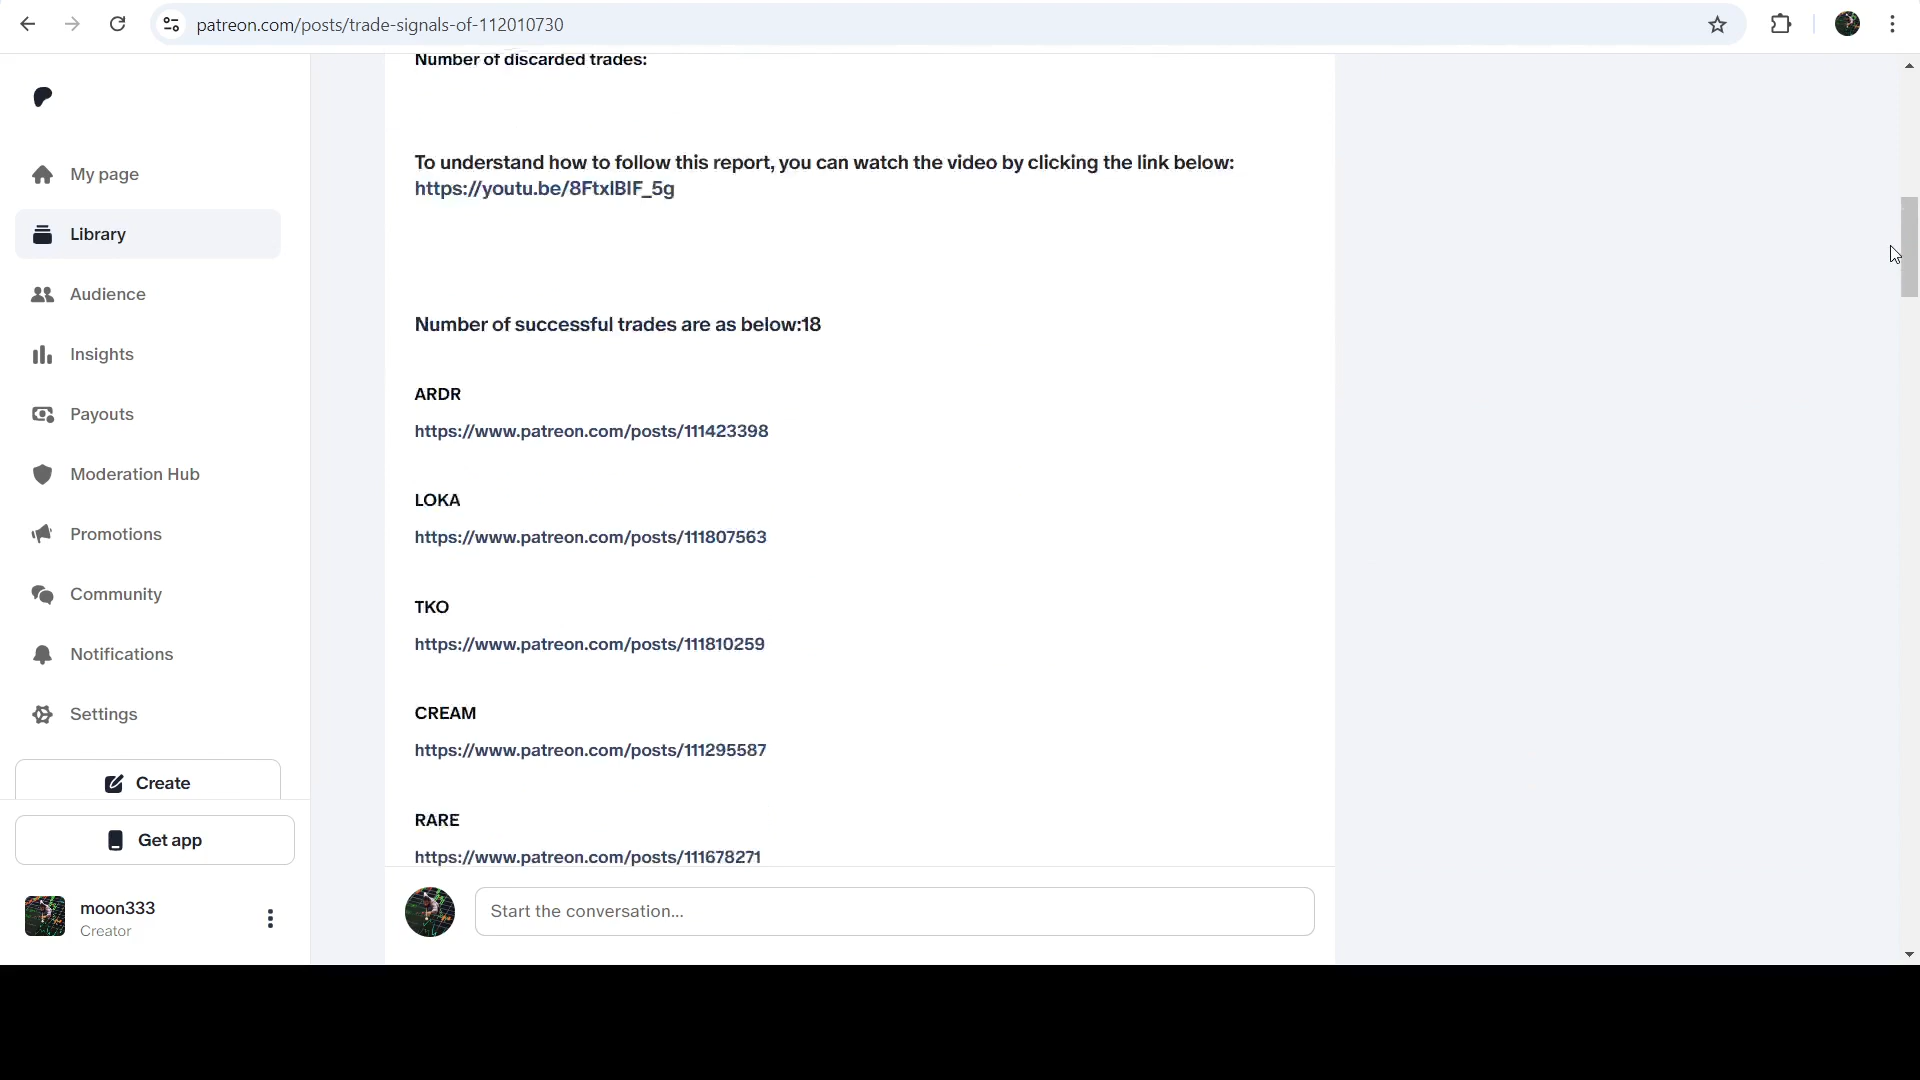 patreon.com/posts/trade-signals-of-112010730
My page
Library
Audience
Insights
Payouts
Moderation Hub
Promotions
Community
Notifications
Settings
Create
Get app
moon333
Creator
Number of discarded trades:
To understand how to follow this report, you can watch the video by clicking the link below:
https://youtu.be/8FtxlBIF_5g
Number of successful trades are as below:18
ARDR
https://www.patreon.com/posts/111423398
LOKA
https://www.patreon.com/posts/111807563
TKO
https://www.patreon.com/posts/111810259
CREAM
https://www.patreon.com/posts/111295587
RARE
https://www.patreon.com/posts/111678271
Start the conversation...